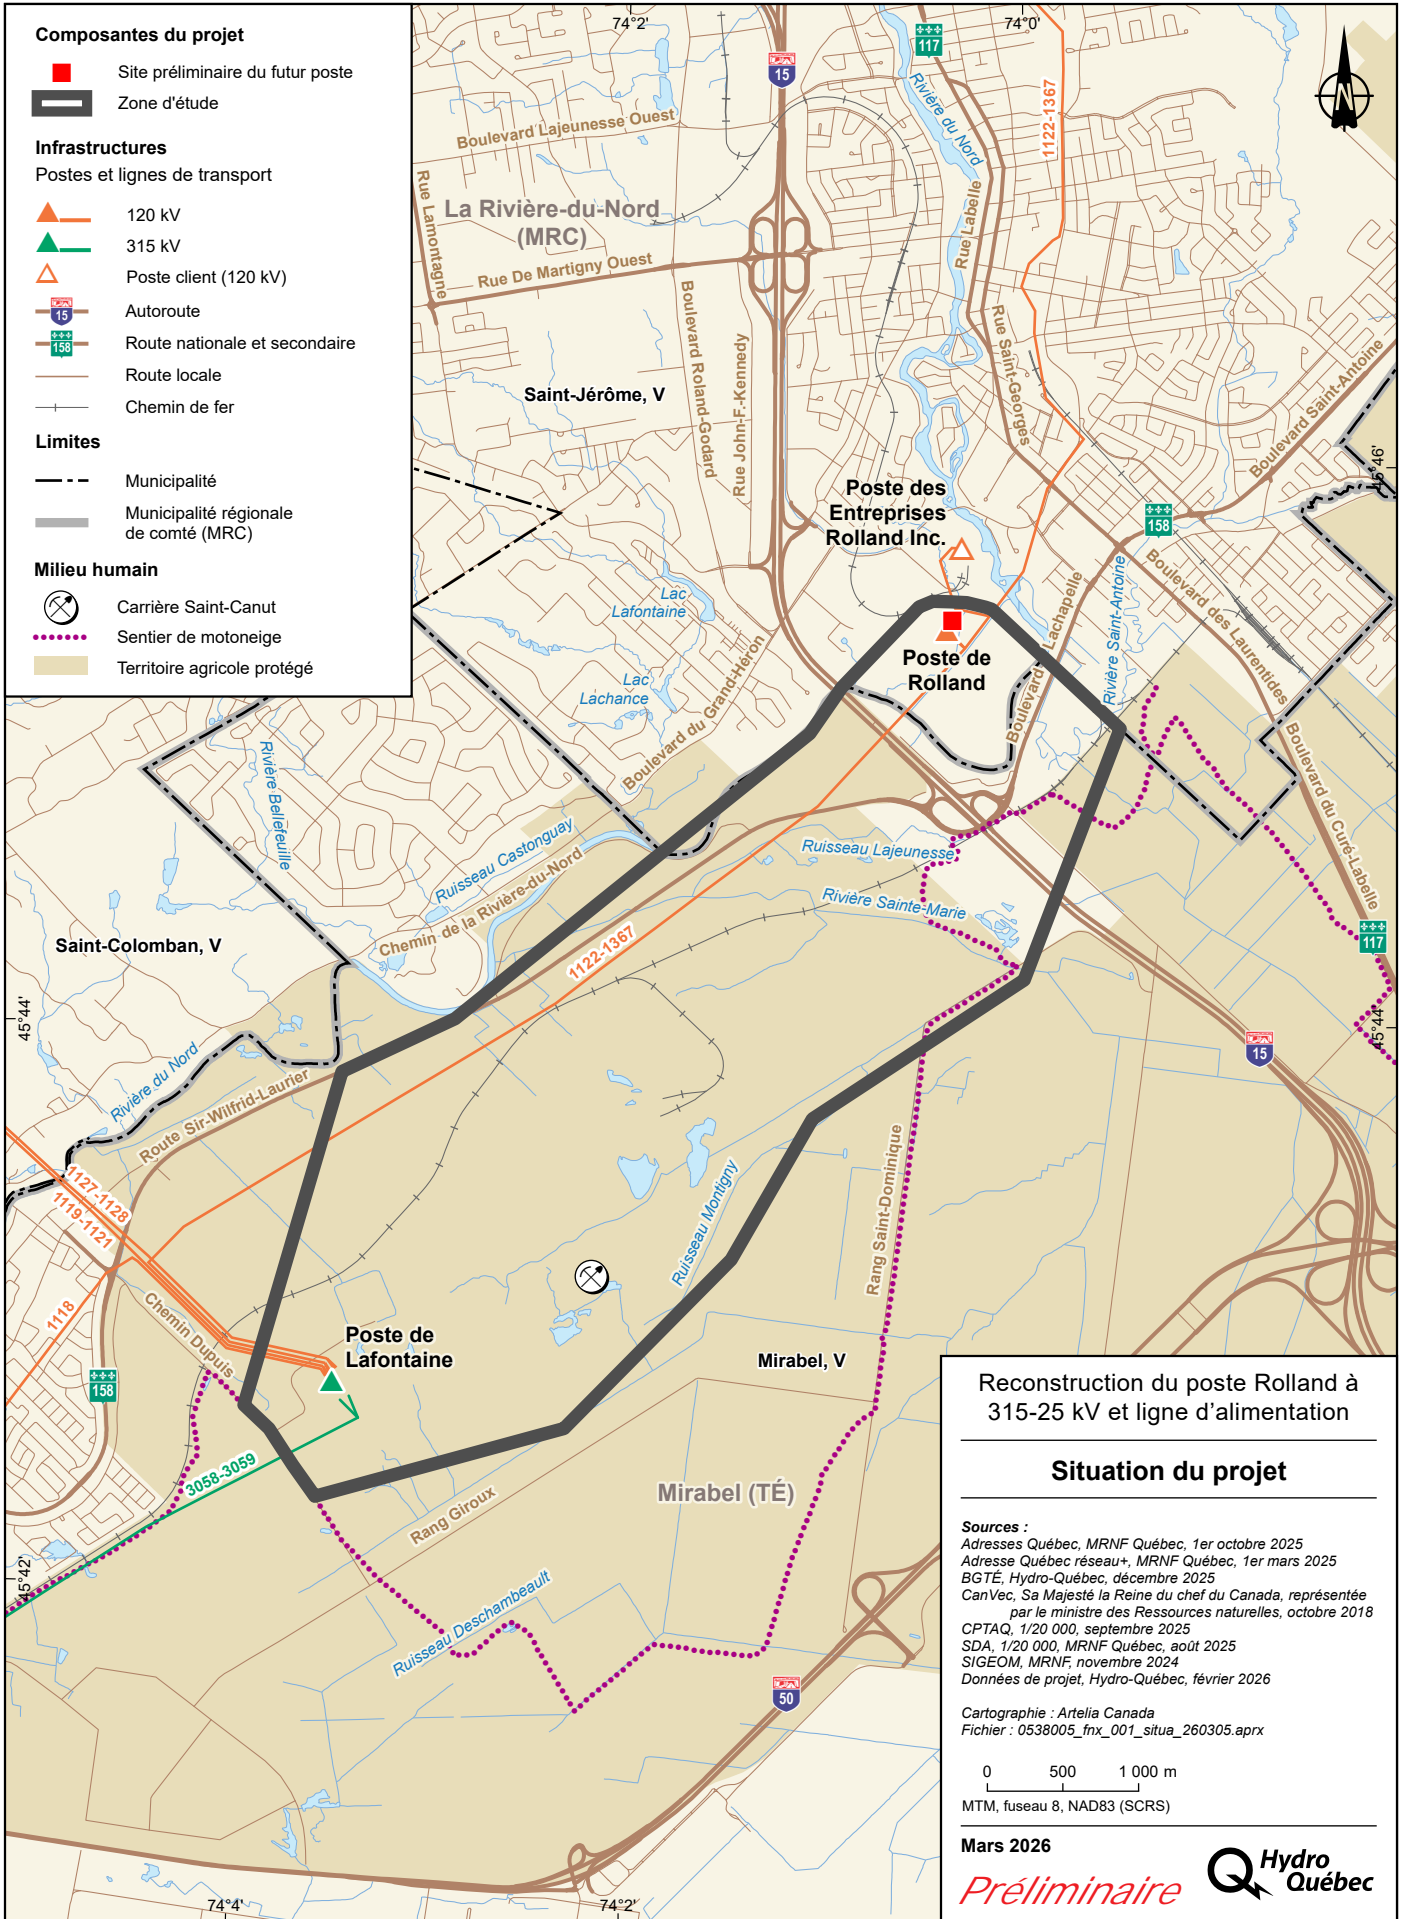 Composantes du projet
Site préliminaire du futur poste
Zone d'étude
Infrastructures
Postes et lignes de transport
120 kV
315 kV
Poste client (120 kV)
15
Autoroute
158
Route nationale et secondaire
Route locale
Chemin de fer
Limites
Municipalité
Municipalité régionale
de comté (MRC)
Milieu humain
Carrière Saint-Canut
Sentier de motoneige
Territoire agricole protégé
74°2'
74°0'
15
117
N
1122-1367
Rivière du Nord
Boulevard Lajeunesse Ouest
Rue Lamontagne
La Rivière-du-Nord
(MRC)
Rue De Martigny Ouest
Rue Labelle
Boulevard Roland-Godard
Rue John-F.-Kennedy
Rue Saint-Georges
Saint-Jérôme, V
Boulevard Saint-Antoine
45°46'
Poste des
Entreprises
Rolland Inc.
158
Lac
Lafontaine
Boulevard Lachapelle
Rivière Saint-Antoine
Boulevard des Laurentides
Poste de
Rolland
Lac
Lachance
Boulevard du Grand-Héron
Rivière Bellefeuille
Boulevard du Curé-Labelle
Ruisseau Castonguay
Ruisseau Lajeunesse
Chemin de la Rivière-du-Nord
Rivière Sainte-Marie
Saint-Colomban, V
1122-1367
117
45°44'
45°44'
15
Rivière du Nord
Route Sir-Wilfrid-Laurier
1127-1128
1119-1121
Ruisseau Montigny
Rang Saint-Dominique
1118
Chemin Dupuis
Poste de
Lafontaine
158
Mirabel, V
3058-3059
Mirabel (TÉ)
Rang Giroux
45°42'
Ruisseau Deschambeault
50
74°4'
74°2'
Reconstruction du poste Rolland à
315-25 kV et ligne d’alimentation
Situation du projet
Sources :
Adresses Québec, MRNF Québec, 1er octobre 2025
Adresse Québec réseau+, MRNF Québec, 1er mars 2025
BGTÉ, Hydro-Québec, décembre 2025
CanVec, Sa Majesté la Reine du chef du Canada, représentée
par le ministre des Ressources naturelles, octobre 2018
CPTAQ, 1/20 000, septembre 2025
SDA, 1/20 000, MRNF Québec, août 2025
SIGEOM, MRNF, novembre 2024
Données de projet, Hydro-Québec, février 2026
Cartographie : Artelia Canada
Fichier : 0538005_fnx_001_situa_260305.aprx
0 500 1 000 m
MTM, fuseau 8, NAD83 (SCRS)
Mars 2026
Préliminaire
Hydro
Québec